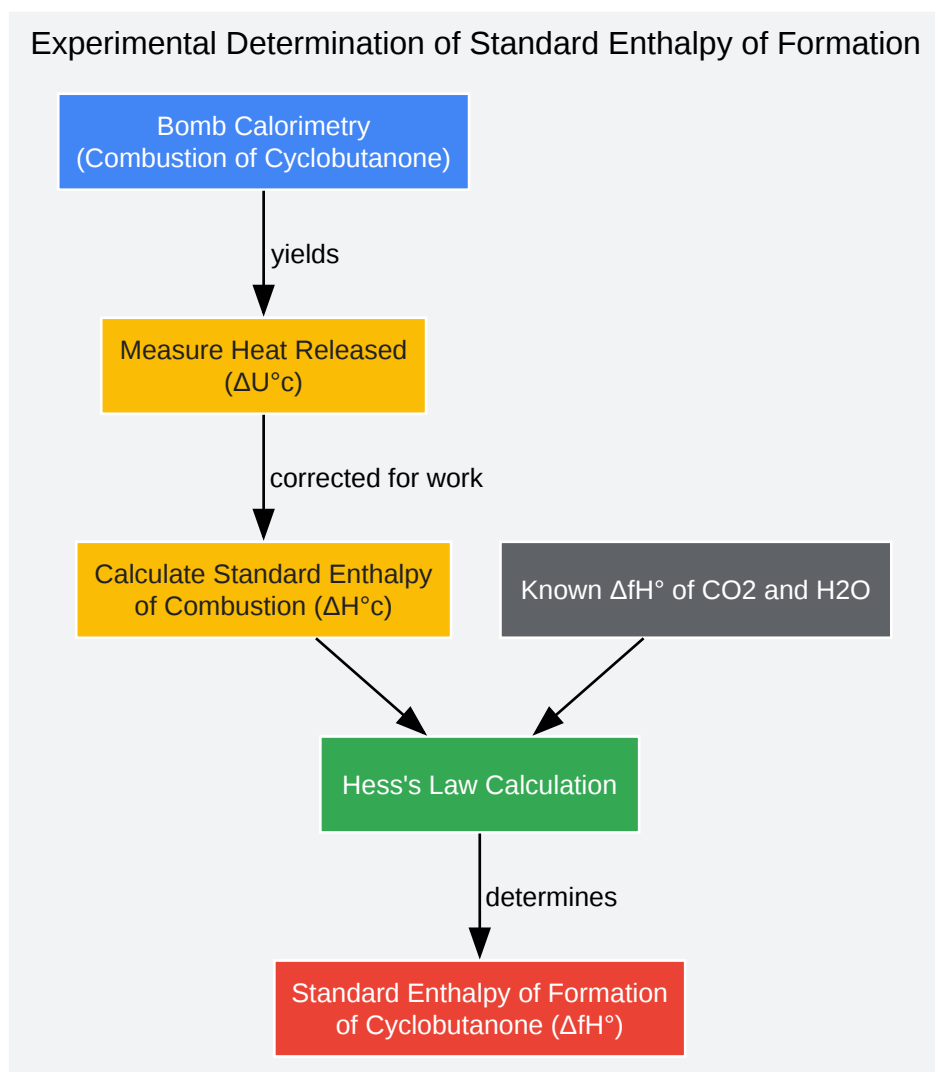 Experimental Determination of Standard Enthalpy of Formation
Bomb Calorimetry
(Combustion of Cyclobutanone)
yields
Measure Heat Released
(ΔU°c)
corrected for work
Calculate Standard Enthalpy
of Combustion (ΔH°c)
Known ΔfH° of CO2 and H2O
Hess's Law Calculation
determines
Standard Enthalpy of Formation
of Cyclobutanone (ΔfH°)